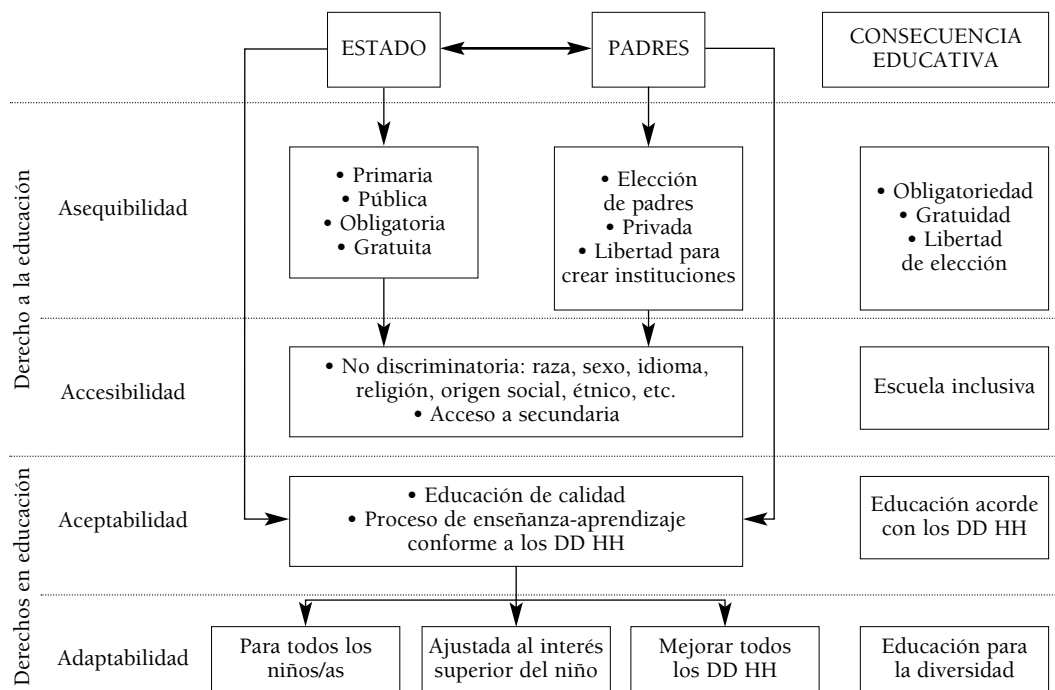 ESTADO
PADRES
CONSECUENCIA
EDUCATIVA
Derecho a la educación
Asequibilidad
• Primaria
• Pública
• Obligatoria
• Gratuita
• Elección
de padres
• Privada
• Libertad para
crear instituciones
• Obligatoriedad
• Gratuidad
• Libertad
de elección
Accesibilidad
• No discriminatoria: raza, sexo, idioma,
religión, origen social, étnico, etc.
• Acceso a secundaria
Escuela inclusiva
Derechos en educación
Aceptabilidad
• Educación de calidad
• Proceso de enseñanza-aprendizaje
conforme a los DD HH
Educación acorde
con los DD HH
Adaptabilidad
Para todos los
niños/as
Ajustada al interés
superior del niño
Mejorar todos
los DD HH
Educación para
la diversidad